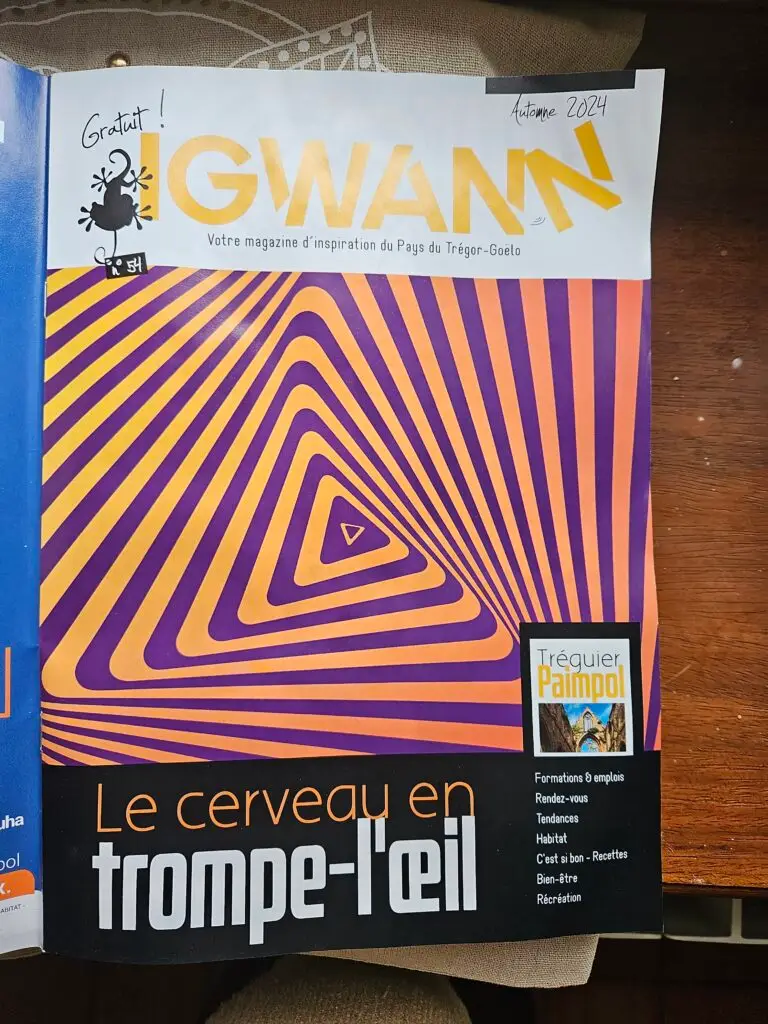 Gratuit !
Automne 2024
IGWANN
Votre magazine d'inspiration du Pays du Trégor-Goëlo
n° 54
Tréguier
Paimpol
Le cerveau en
trompe-l'œil
Formations & emplois
Rendez-vous
Tendances
Habitat
C'est si bon - Recettes
Bien-être
Récréation